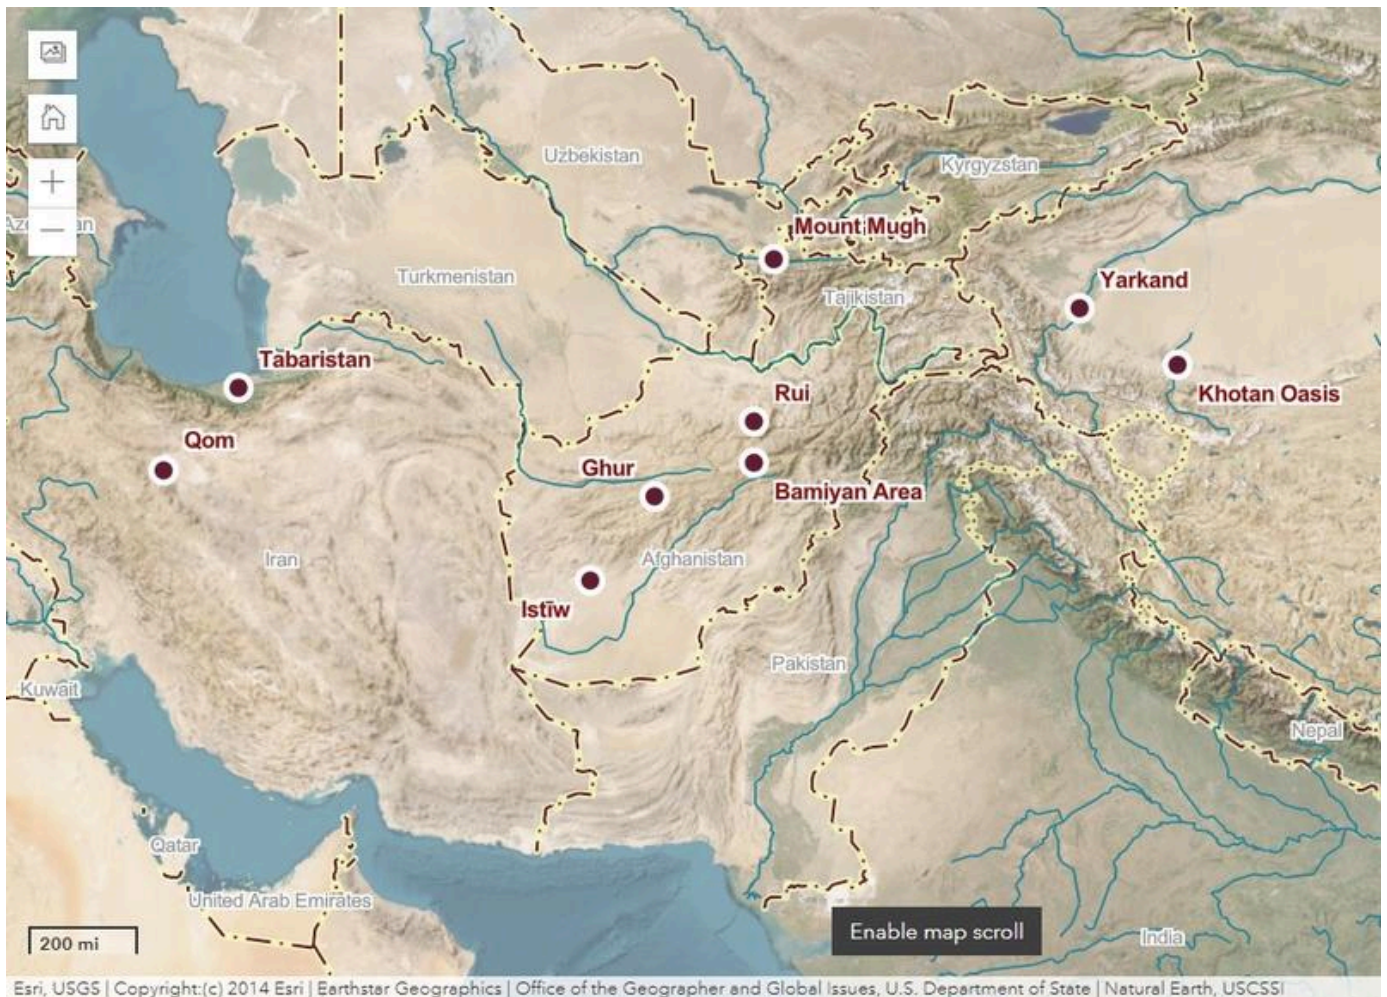 Uzbekistan
Kyrgyzstan
Mount Mugh
Turkmenistan
Tajikistan
Yarkand
Tabaristan
Rui
Khotan Oasis
Qom
Ghur
Bamiyan Area
Iran
Afghanistan
Istīw
Pakistan
Kuwait
Nepal
Qatar
United Arab Emirates
200 mi
Enable map scroll
India
Esri, USGS | Copyright:(c) 2014 Esri | Earthstar Geographics | Office of the Geographer and Global Issues, U.S. Department of State | Natural Earth, USCSSI